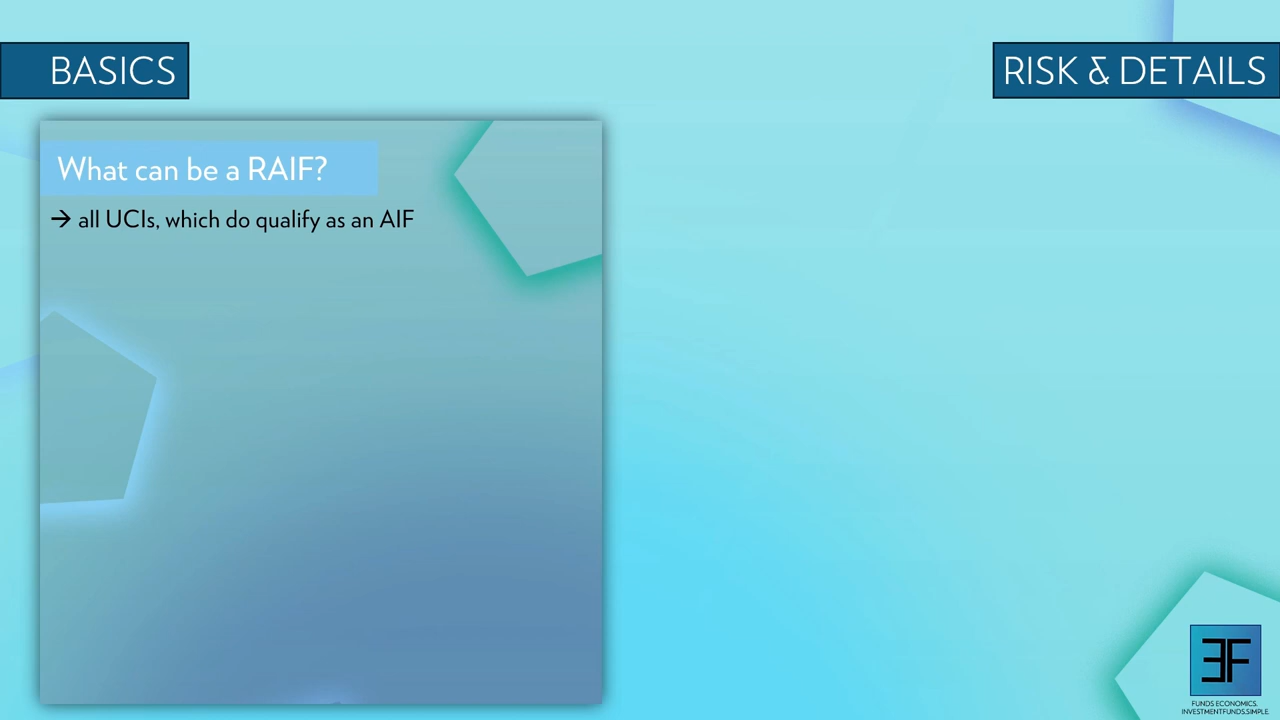 BASICS
RISK & DETAILS
What can be a RAIF?
→ all UCIs, which do qualify as an AIF
FUNDS.ECONOMICS.
INVESTMENTFUNDS.SIMPLE.